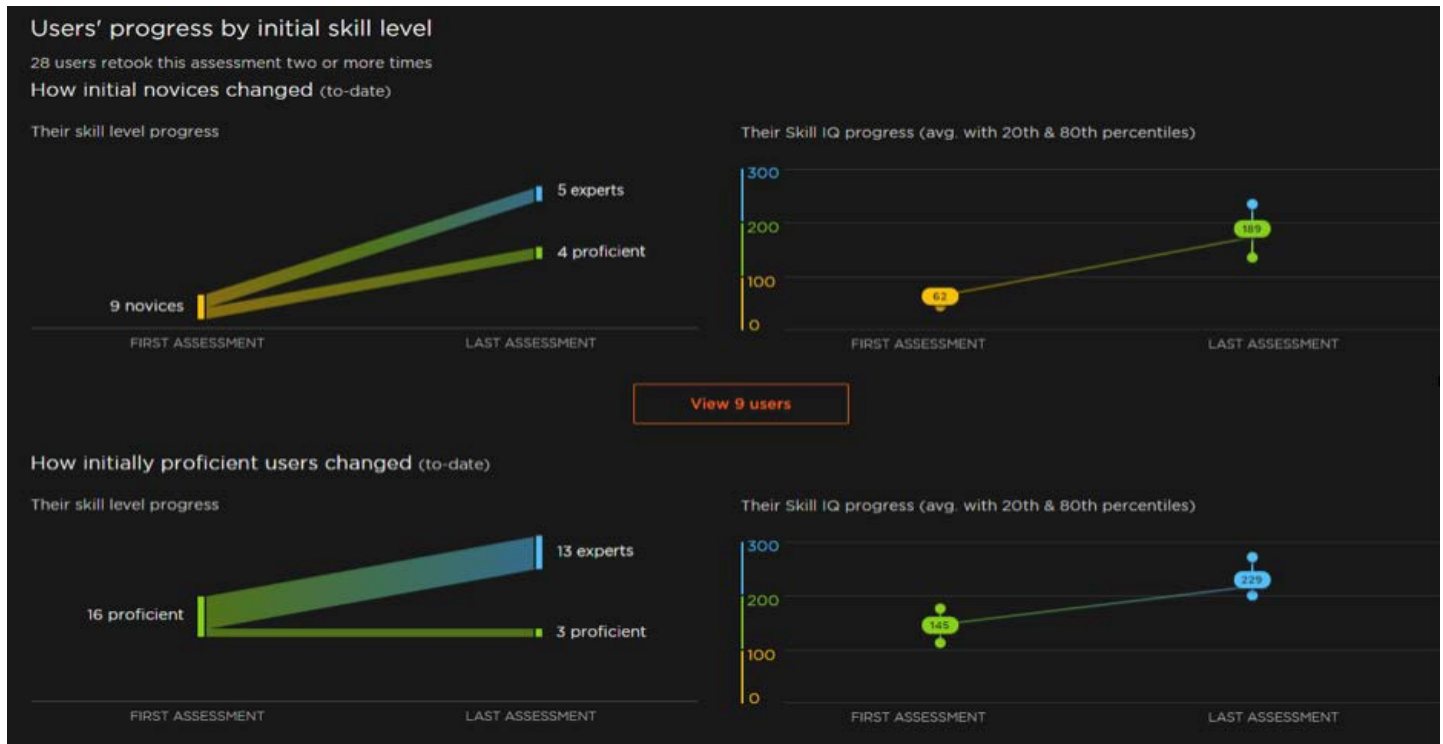 Users' progress by initial skill level
28 users retook this assessment two or more times
How initial novices changed (to-date)
Their skill level progress
5 experts
4 proficient
9 novices
FIRST ASSESSMENT
LAST ASSESSMENT
Their Skill IQ progress (avg. with 20th & 80th percentiles)
300
200
189
100
62
0
FIRST ASSESSMENT
LAST ASSESSMENT
View 9 users
How initially proficient users changed (to-date)
Their skill level progress
13 experts
16 proficient
3 proficient
FIRST ASSESSMENT
LAST ASSESSMENT
Their Skill IQ progress (avg. with 20th & 80th percentiles)
300
229
200
145
100
0
FIRST ASSESSMENT
LAST ASSESSMENT